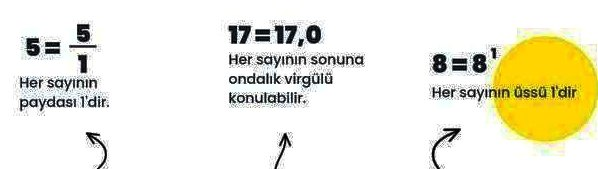 5 = 5/1
Her sayının
paydası 1'dir.
17=17,0
Her sayının sonuna
ondalık virgülü
konulabilir.
8=8¹
Her sayının üssü 1'dir